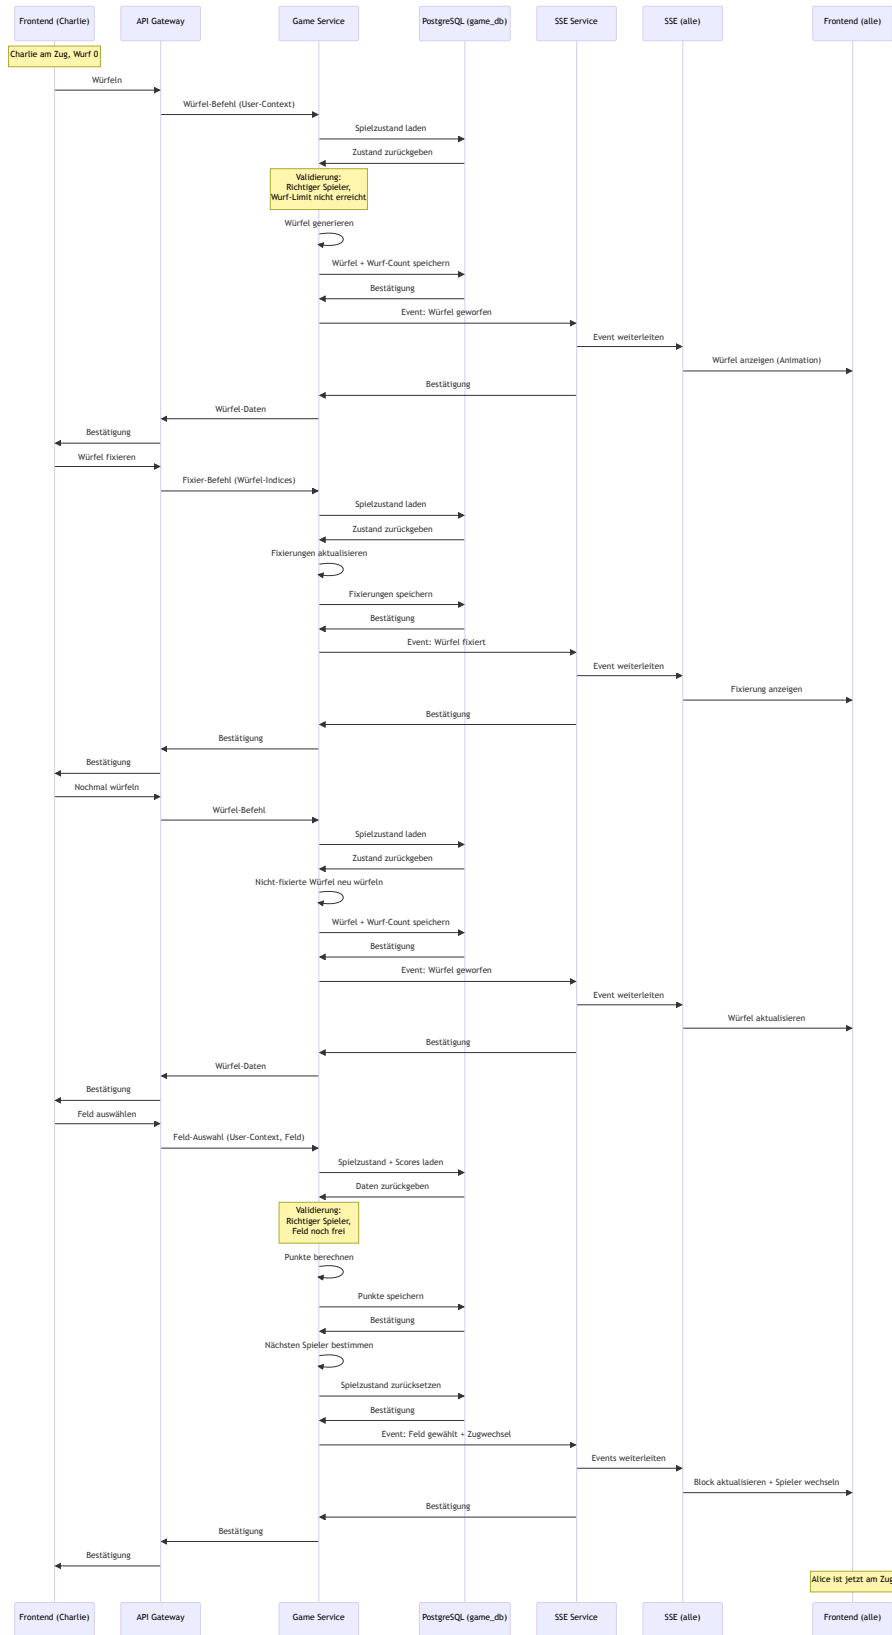 Frontend (Charlie)
API Gateway
Game Service
PostgreSQL (game_db)
SSE Service
SSE (alle)
Frontend (alle)
Charlie am Zug, Wurf 0
Würfeln
Würfel-Befehl (User-Context)
Spielzustand laden
Zustand zurückgeben
Validierung:
Richtiger Spieler,
Wurf-Limit nicht erreicht
Würfel generieren
Würfel + Wurf-Count speichern
Bestätigung
Event: Würfel geworfen
Event weiterleiten
Würfel anzeigen (Animation)
Bestätigung
Würfel-Daten
Bestätigung
Würfel fixieren
Fixier-Befehl (Würfel-Indices)
Spielzustand laden
Zustand zurückgeben
Fixierungen aktualisieren
Fixierungen speichern
Bestätigung
Event: Würfel fixiert
Event weiterleiten
Fixierung anzeigen
Bestätigung
Bestätigung
Bestätigung
Nochmal würfeln
Würfel-Befehl
Spielzustand laden
Zustand zurückgeben
Nicht-fixierte Würfel neu würfeln
Würfel + Wurf-Count speichern
Bestätigung
Event: Würfel geworfen
Event weiterleiten
Würfel aktualisieren
Bestätigung
Würfel-Daten
Bestätigung
Feld auswählen
Feld-Auswahl (User-Context, Feld)
Spielzustand + Scores laden
Daten zurückgeben
Validierung:
Richtiger Spieler,
Feld noch frei
Punkte berechnen
Punkte speichern
Bestätigung
Nächsten Spieler bestimmen
Spielzustand zurücksetzen
Bestätigung
Event: Feld gewählt + Zugwechsel
Events weiterleiten
Block aktualisieren + Spieler wechseln
Bestätigung
Bestätigung
Bestätigung
Alice ist jetzt am Zug
Frontend (Charlie)
API Gateway
Game Service
PostgreSQL (game_db)
SSE Service
SSE (alle)
Frontend (alle)